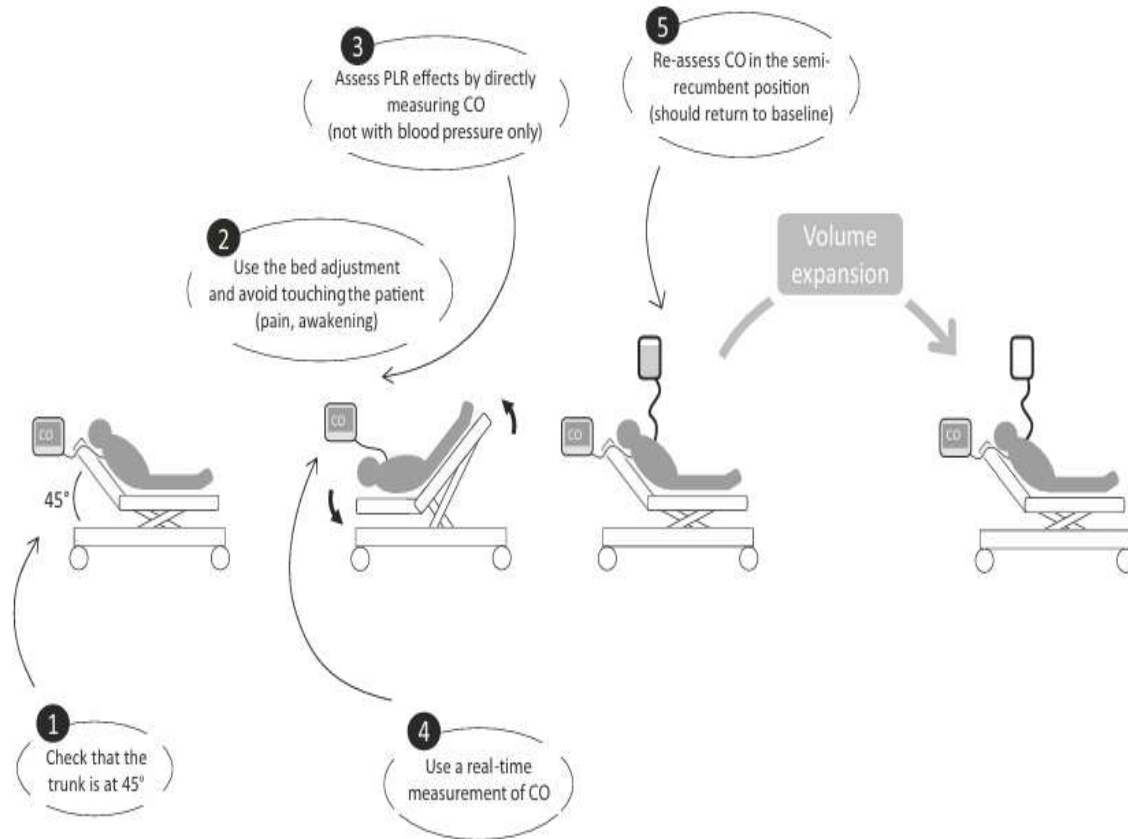 1
Check that the
trunk is at 45°
2
Use the bed adjustment
and avoid touching the patient
(pain, awakening)
3
Assess PLR effects by directly
measuring CO
(not with blood pressure only)
4
Use a real-time
measurement of CO
5
Re-assess CO in the semi-
recumbent position
(should return to baseline)
Volume
expansion
CO
45°
CO
CO
CO